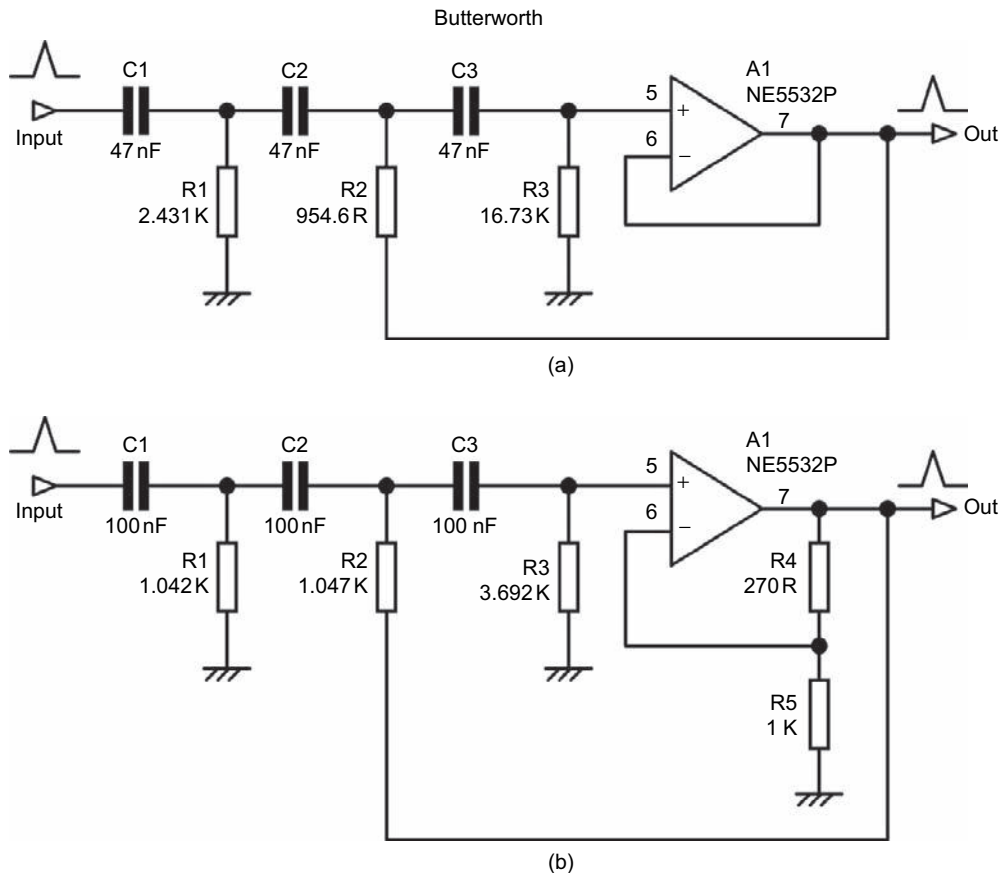 Butterworth
C1
C2
C3
A1
NE5532P
Input
47 nF
47 nF
47 nF
5
+
6
−
7
Out
R1
2.431 K
R2
954.6 R
R3
16.73 K
(a)
C1
C2
C3
A1
NE5532P
Input
100 nF
100 nF
100 nF
5
+
6
−
7
Out
R1
1.042 K
R2
1.047 K
R3
3.692 K
R4
270 R
R5
1 K
(b)